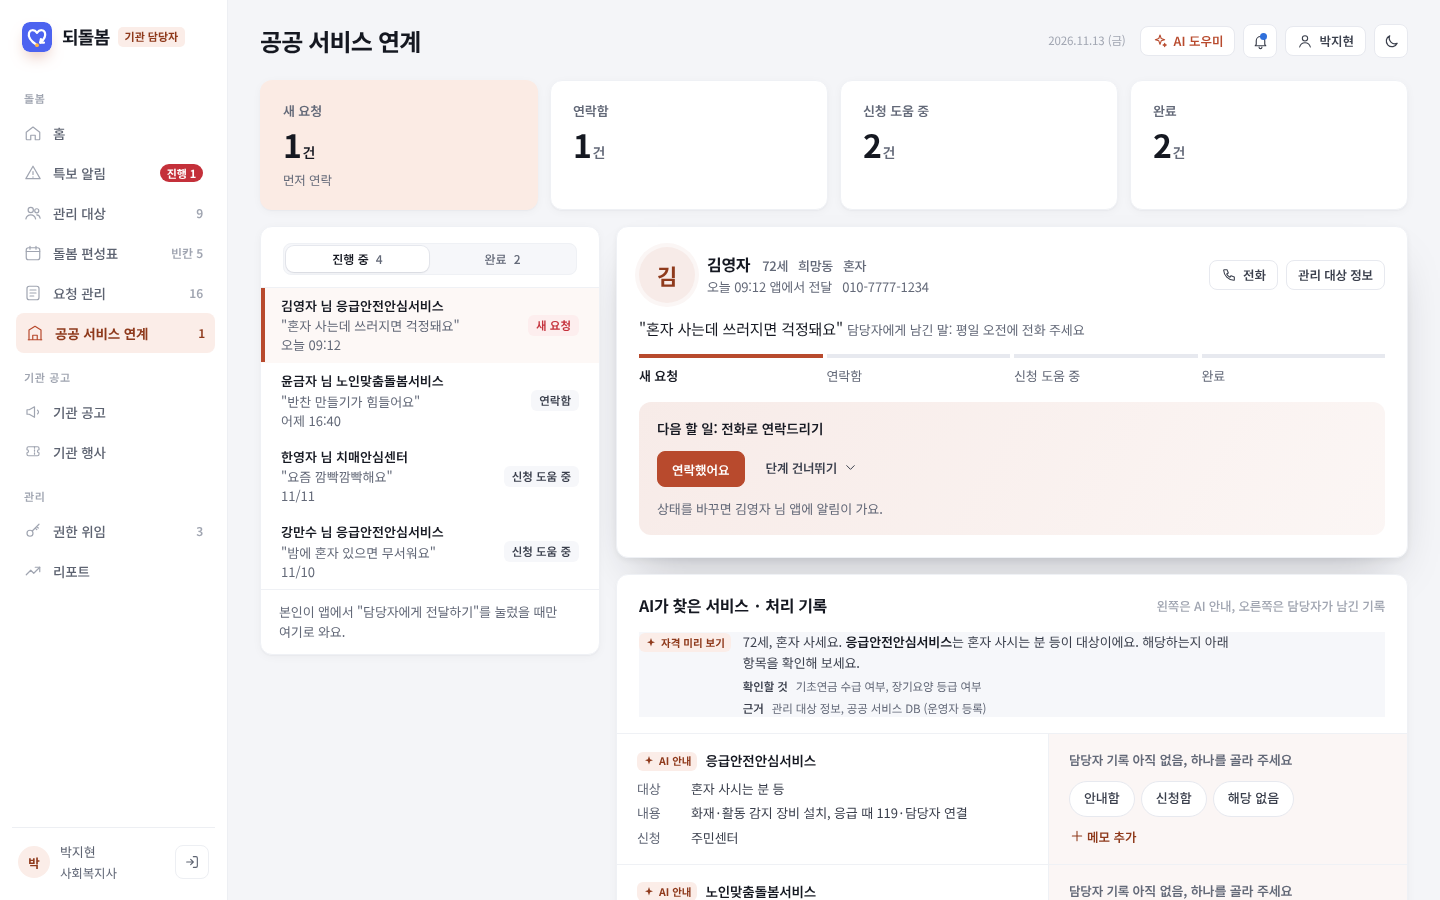 되돌봄 기관 담당자
돌봄
홈
특보 알림 진행 1
관리 대상 9
돌봄 편성표 빈칸 5
요청 관리 16
공공 서비스 연계 1
기관 공고
기관 공고
기관 행사
관리
권한 위임 3
리포트
박 박지현
사회복지사
공공 서비스 연계
2026.11.13 (금) AI 도우미 박지현
새 요청
1건
먼저 연락
연락함
1건
신청 도움 중
2건
완료
2건
진행 중 4 완료 2
김영자 님 응급안전안심서비스
"혼자 사는데 쓰러지면 걱정돼요"
오늘 09:12
새 요청
윤금자 님 노인맞춤돌봄서비스
"반찬 만들기가 힘들어요"
어제 16:40
연락함
한영자 님 치매안심센터
"요즘 깜빡깜빡해요"
11/11
신청 도움 중
강만수 님 응급안전안심서비스
"밤에 혼자 있으면 무서워요"
11/10
신청 도움 중
본인이 앱에서 "담당자에게 전달하기"를 눌렀을 때만
여기로 와요.
김 김영자 72세 희망동 혼자
오늘 09:12 앱에서 전달 010-7777-1234
전화 관리 대상 정보
"혼자 사는데 쓰러지면 걱정돼요" 담당자에게 남긴 말: 평일 오전에 전화 주세요
새 요청 연락함 신청 도움 중 완료
다음 할 일: 전화로 연락드리기
연락했어요 단계 건너뛰기
상태를 바꾸면 김영자 님 앱에 알림이 가요.
AI가 찾은 서비스 · 처리 기록 왼쪽은 AI 안내, 오른쪽은 담당자가 남긴 기록
자격 미리 보기 72세, 혼자 사세요. 응급안전안심서비스는 혼자 사시는 분 등이 대상이에요. 해당하는지 아래
항목을 확인해 보세요.
확인할 것 기초연금 수급 여부, 장기요양 등급 여부
근거 관리 대상 정보, 공공 서비스 DB (운영자 등록)
AI 안내 응급안전안심서비스
대상 혼자 사시는 분 등
내용 화재·활동 감지 장비 설치, 응급 때 119·담당자 연결
신청 주민센터
담당자 기록 아직 없음, 하나를 골라 주세요
안내함 신청함 해당 없음
메모 추가
AI 안내 노인맞춤돌봄서비스
담당자 기록 아직 없음, 하나를 골라 주세요